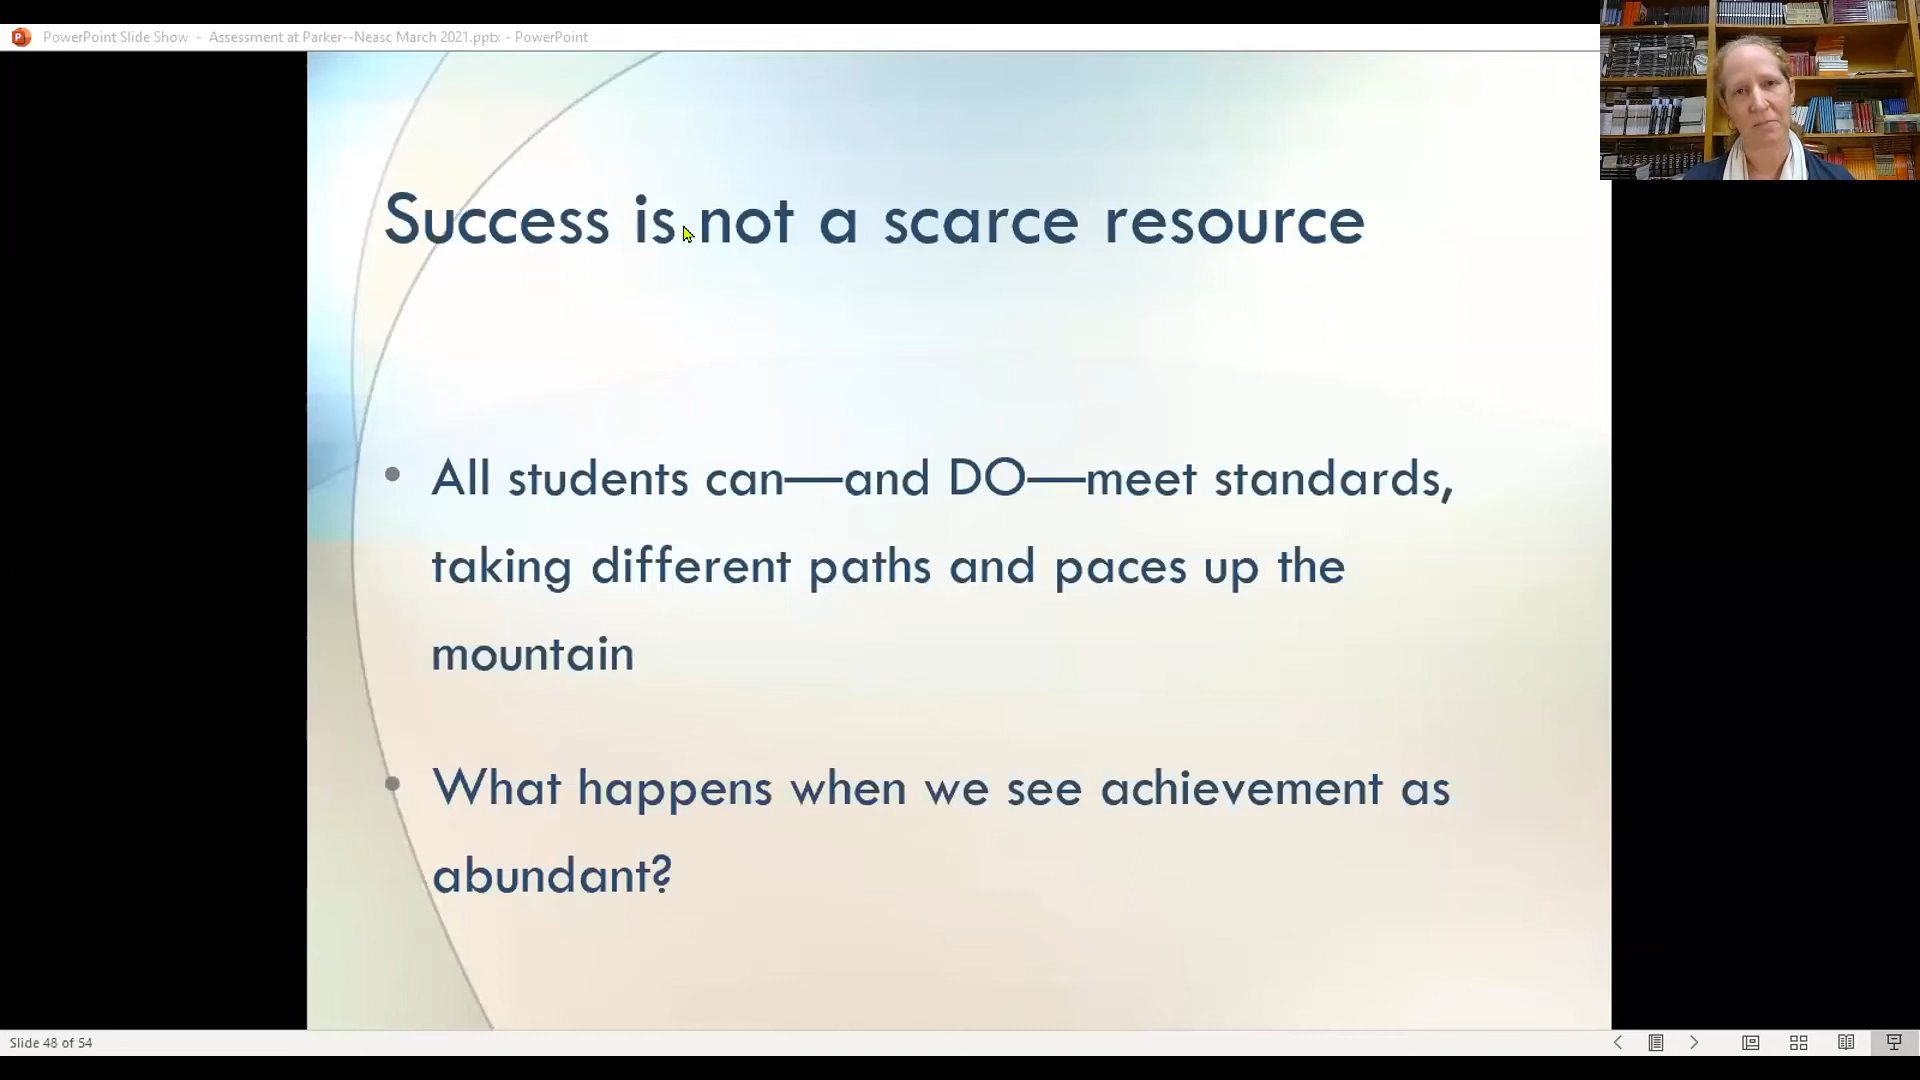 PowerPoint Slide Show - Assessment at Parker--Neasc March 2021.pptx - PowerPoint
Success is not a scarce resource
• All students can—and DO—meet standards,
taking different paths and paces up the
mountain
• What happens when we see achievement as
abundant?
Slide 48 of 54